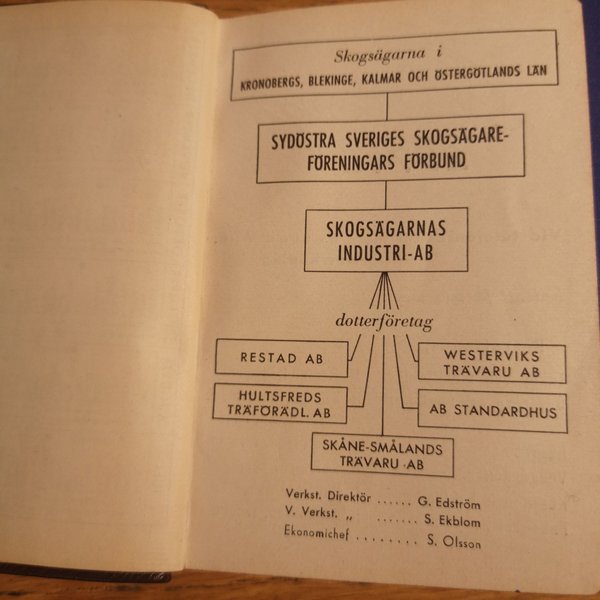 Skogsägarna i
KRONOBERGS, BLEKINGE, KALMAR OCH ÖSTERGÖTLANDS LÄN
SYDÖSTRA SVERIGES SKOGSÄGARE-
FÖRENINGARS FÖRBUND
SKOGSÄGARNAS
INDUSTRI-AB
dotterföretag
RESTAD AB
WESTERVIKS
TRÄVARU AB
HULTSFREDS
TRÄFÖRÄDL. AB
AB STANDARDHUS
SKÅNE-SMÅLANDS
TRÄVARU AB
Verkst. Direktör ...... G. Edström
V. Verkst. „ ....... S. Ekblom
Ekonomichef ........ S. Olsson